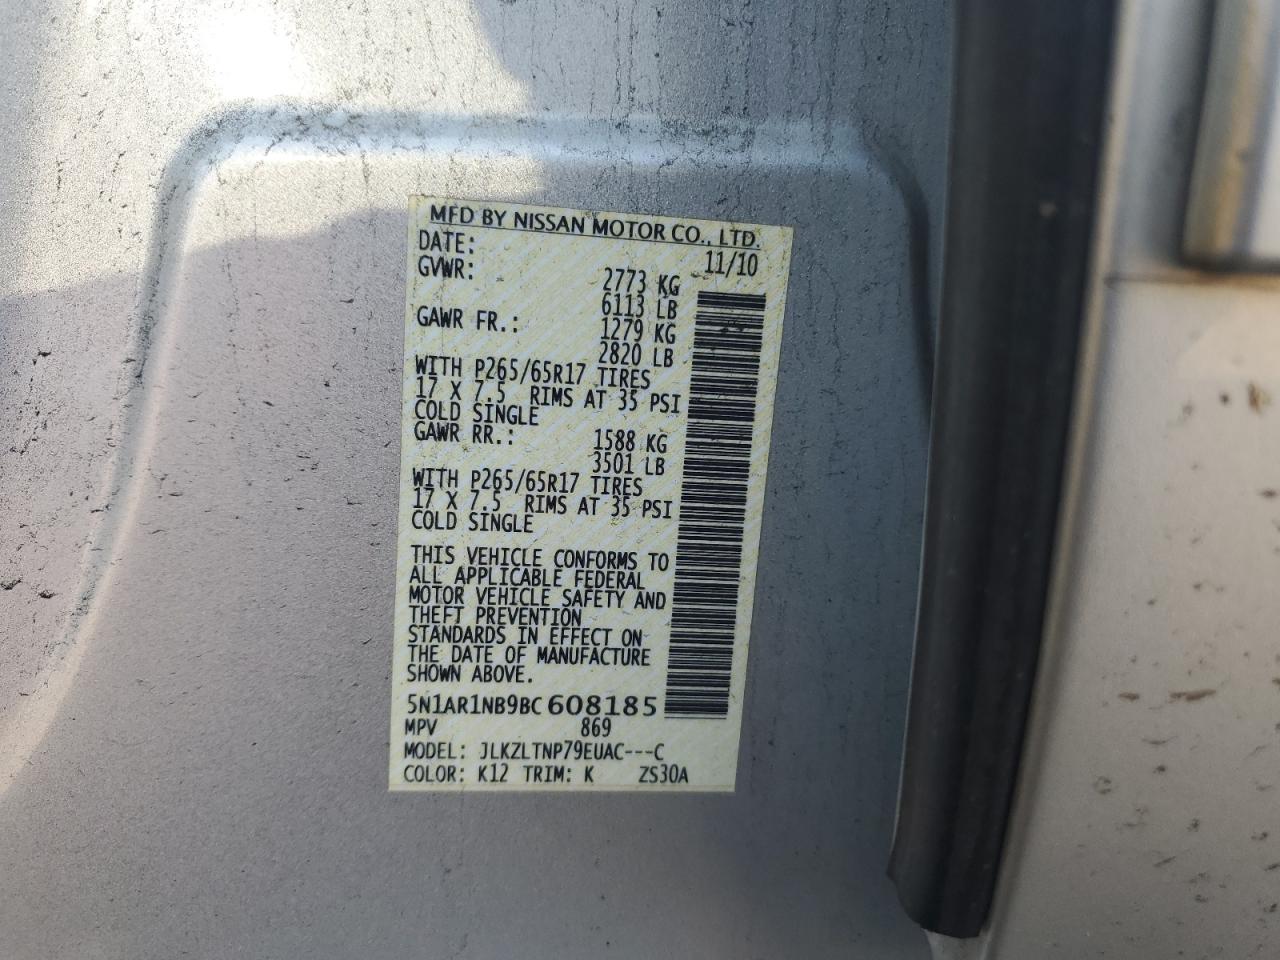 MFD BY NISSAN MOTOR CO., LTD.
DATE: 11/10
GVWR: 2773 KG
6113 LB
GAWR FR.: 1279 KG
2820 LB
WITH P265/65R17 TIRES
17 X 7.5 RIMS AT 35 PSI
COLD SINGLE
GAWR RR.: 1588 KG
3501 LB
WITH P265/65R17 TIRES
17 X 7.5 RIMS AT 35 PSI
COLD SINGLE
THIS VEHICLE CONFORMS TO
ALL APPLICABLE FEDERAL
MOTOR VEHICLE SAFETY AND
THEFT PREVENTION
STANDARDS IN EFFECT ON
THE DATE OF MANUFACTURE
SHOWN ABOVE.
5N1AR1NB9BC608185
MPV 869
MODEL: JLKZLTNP79EUAC---C
COLOR: K12 TRIM: K ZS30A